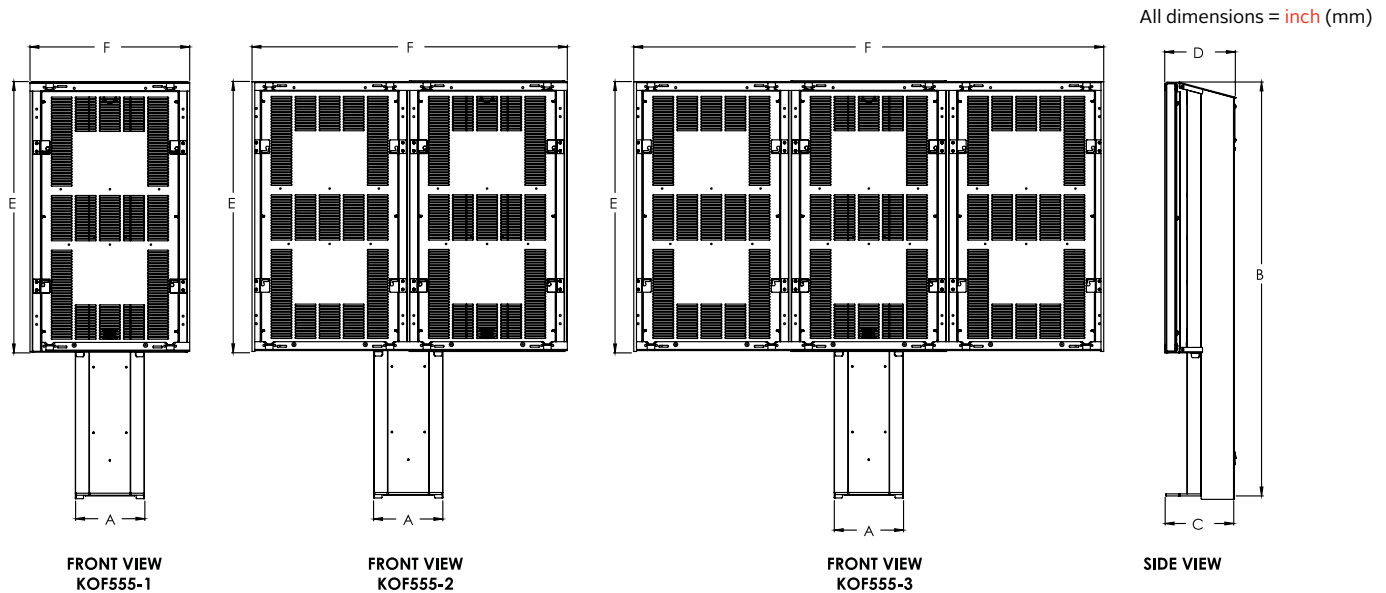 All dimensions = inch (mm)
F
F
F
D
E
E
E
B
A
A
A
C
FRONT VIEW
KOF555-1
FRONT VIEW
KOF555-2
FRONT VIEW
KOF555-3
SIDE VIEW